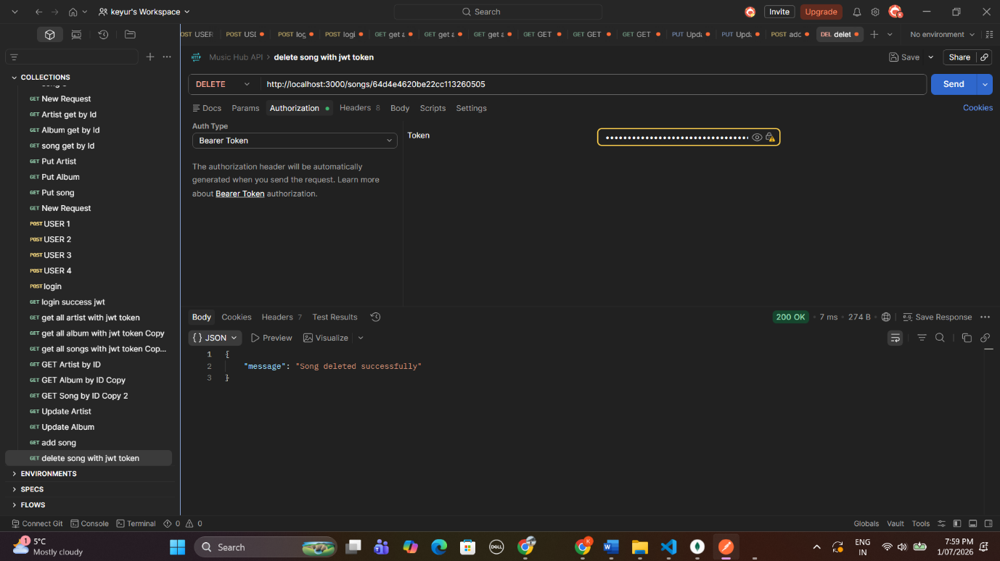 keyur's Workspace
Search
Invite
Upgrade
OST USER
POST USE
POST log
POST logi
GET get a
GET get a
GET get a
GET GET
GET GET
GET GET
PUT Upda
PUT Upda
POST add
DEL delet
No environment
HTTP
Music Hub API > delete song with jwt token
Save
Share
DELETE
http://localhost:3000/songs/64d4e4620be22cc113260505
Send
Docs
Params
Authorization
Headers 8
Body
Scripts
Settings
Cookies
Auth Type
Bearer Token
The authorization header will be automatically
generated when you send the request. Learn more
about Bearer Token authorization.
Token
COLLECTIONS
GET New Request
GET Artist get by Id
GET Album get by Id
GET song get by Id
GET Put Artist
GET Put Album
GET Put song
GET New Request
POST USER 1
POST USER 2
POST USER 3
POST USER 4
POST login
GET login success jwt
GET get all artist with jwt token
GET get all album with jwt token Copy
GET get all songs with jwt token Cop...
GET GET Artist by ID
GET GET Album by ID Copy
GET GET Song by ID Copy 2
GET Update Artist
GET Update Album
GET add song
GET delete song with jwt token
ENVIRONMENTS
SPECS
FLOWS
Body
Cookies
Headers 7
Test Results
200 OK
7 ms
274 B
e.g. Save Response
{} JSON
Preview
Visualize
1 {
2 "message": "Song deleted successfully"
3 }
Connect Git
Console
Terminal
0
0
Globals
Vault
Tools
1
5°C
Mostly cloudy
Search
DELL
K
ENG
IN
7:59 PM
1/07/2026